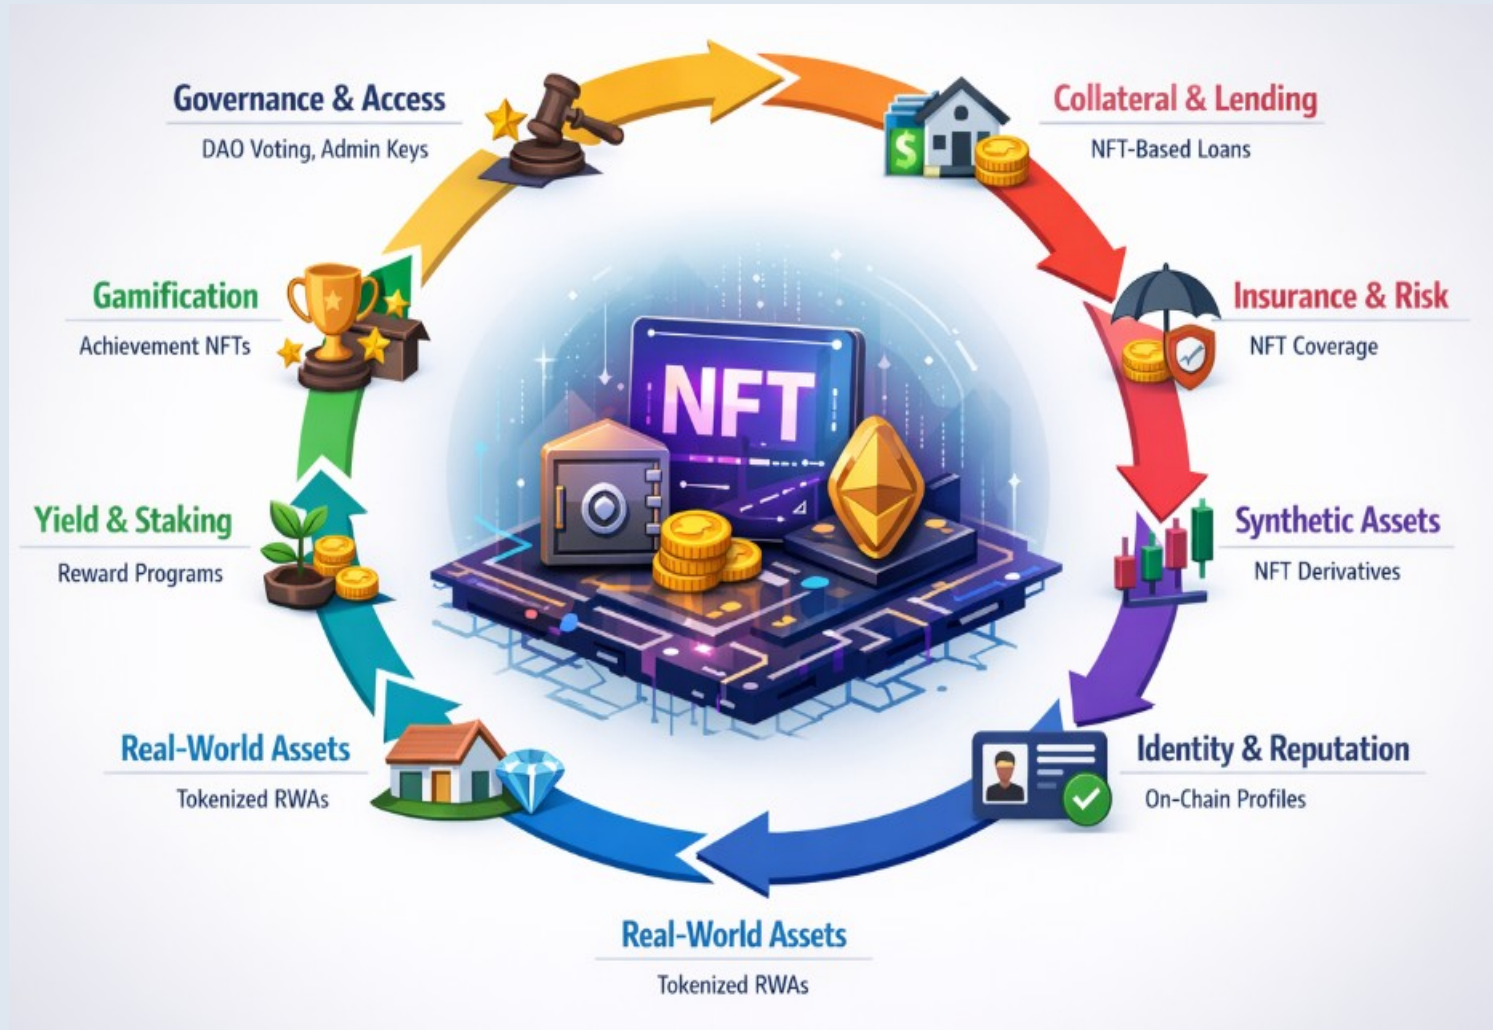 Governance & Access
DAO Voting, Admin Keys
Collateral & Lending
NFT-Based Loans
Gamification
Achievement NFTs
Insurance & Risk
NFT Coverage
NFT
Yield & Staking
Reward Programs
Synthetic Assets
NFT Derivatives
Real-World Assets
Tokenized RWAs
Identity & Reputation
On-Chain Profiles
Real-World Assets
Tokenized RWAs
$